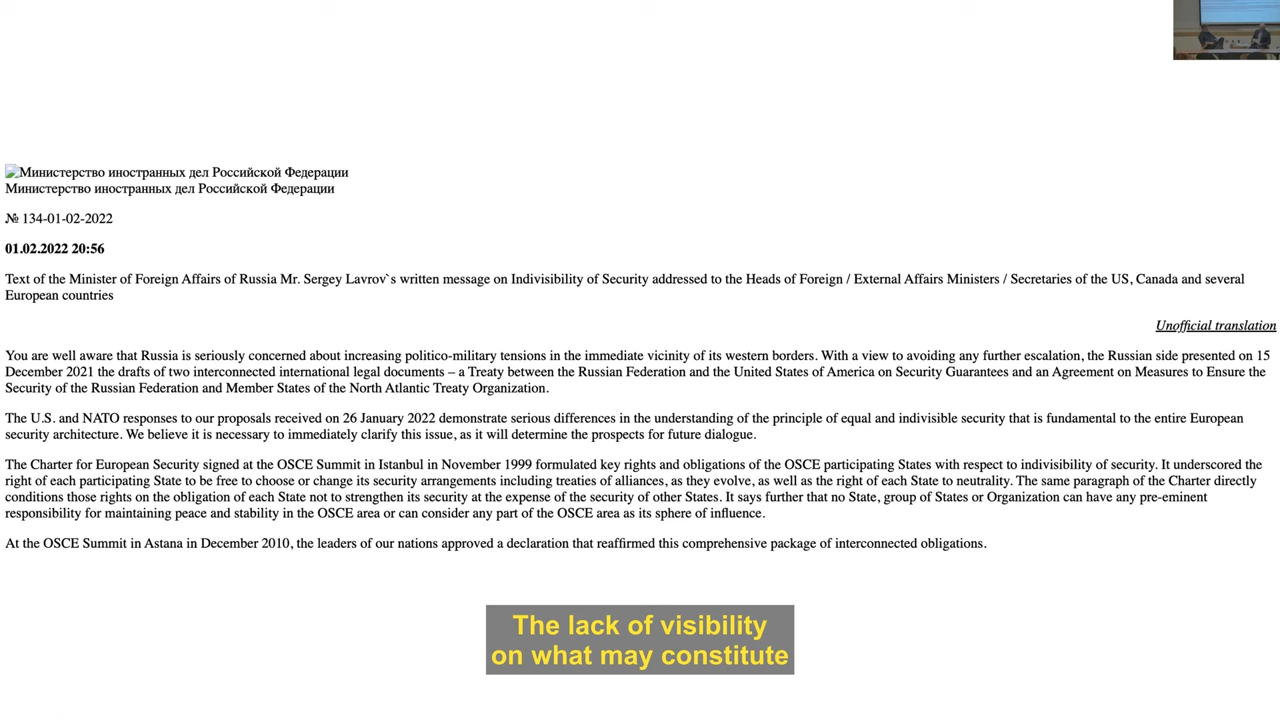 Министерство иностранных дел Российской Федерации
Министерство иностранных дел Российской Федерации
№ 134-01-02-2022
01.02.2022 20:56
Text of the Minister of Foreign Affairs of Russia Mr. Sergey Lavrov`s written message on Indivisibility of Security addressed to the Heads of Foreign / External Affairs Ministers / Secretaries of the US, Canada and several
European countries
Unofficial translation
You are well aware that Russia is seriously concerned about increasing politico-military tensions in the immediate vicinity of its western borders. With a view to avoiding any further escalation, the Russian side presented on 15
December 2021 the drafts of two interconnected international legal documents – a Treaty between the Russian Federation and the United States of America on Security Guarantees and an Agreement on Measures to Ensure the
Security of the Russian Federation and Member States of the North Atlantic Treaty Organization.
The U.S. and NATO responses to our proposals received on 26 January 2022 demonstrate serious differences in the understanding of the principle of equal and indivisible security that is fundamental to the entire European
security architecture. We believe it is necessary to immediately clarify this issue, as it will determine the prospects for future dialogue.
The Charter for European Security signed at the OSCE Summit in Istanbul in November 1999 formulated key rights and obligations of the OSCE participating States with respect to indivisibility of security. It underscored the
right of each participating State to be free to choose or change its security arrangements including treaties of alliances, as they evolve, as well as the right of each State to neutrality. The same paragraph of the Charter directly
conditions those rights on the obligation of each State not to strengthen its security at the expense of the security of other States. It says further that no State, group of States or Organization can have any pre-eminent
responsibility for maintaining peace and stability in the OSCE area or can consider any part of the OSCE area as its sphere of influence.
At the OSCE Summit in Astana in December 2010, the leaders of our nations approved a declaration that reaffirmed this comprehensive package of interconnected obligations.
The lack of visibility
on what may constitute